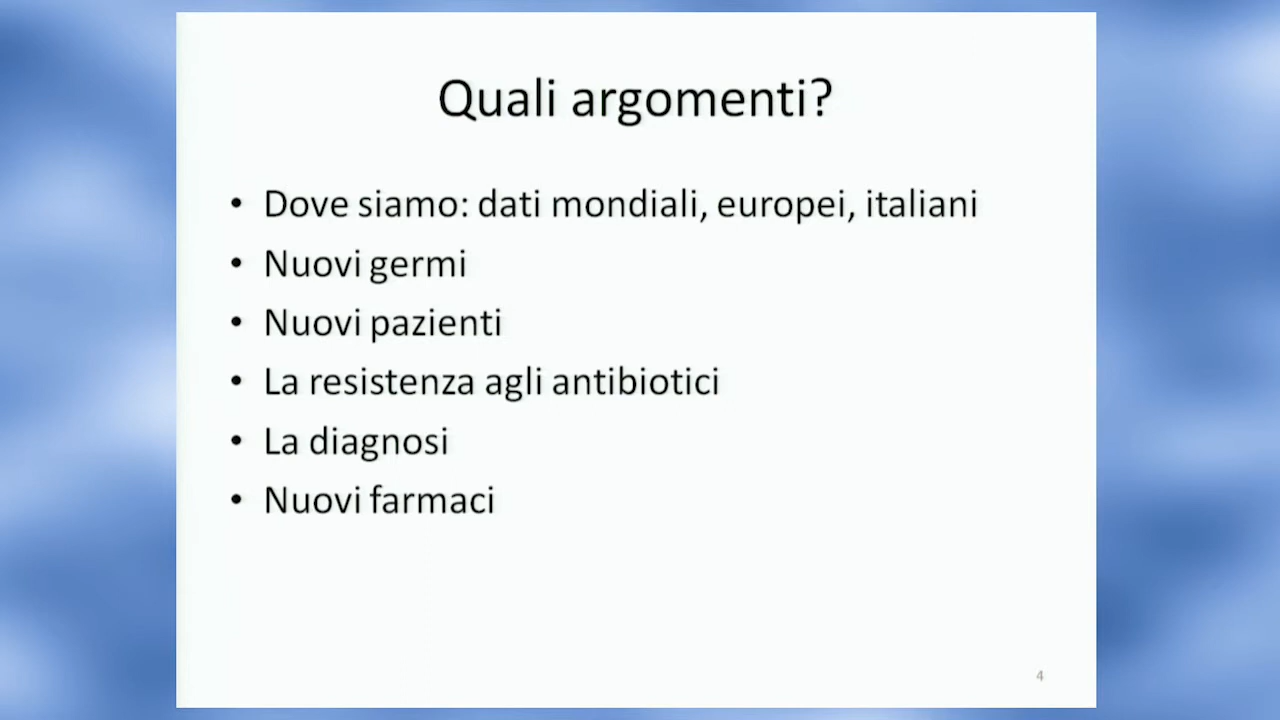 Quali argomenti?
• Dove siamo: dati mondiali, europei, italiani
• Nuovi germi
• Nuovi pazienti
• La resistenza agli antibiotici
• La diagnosi
• Nuovi farmaci
4